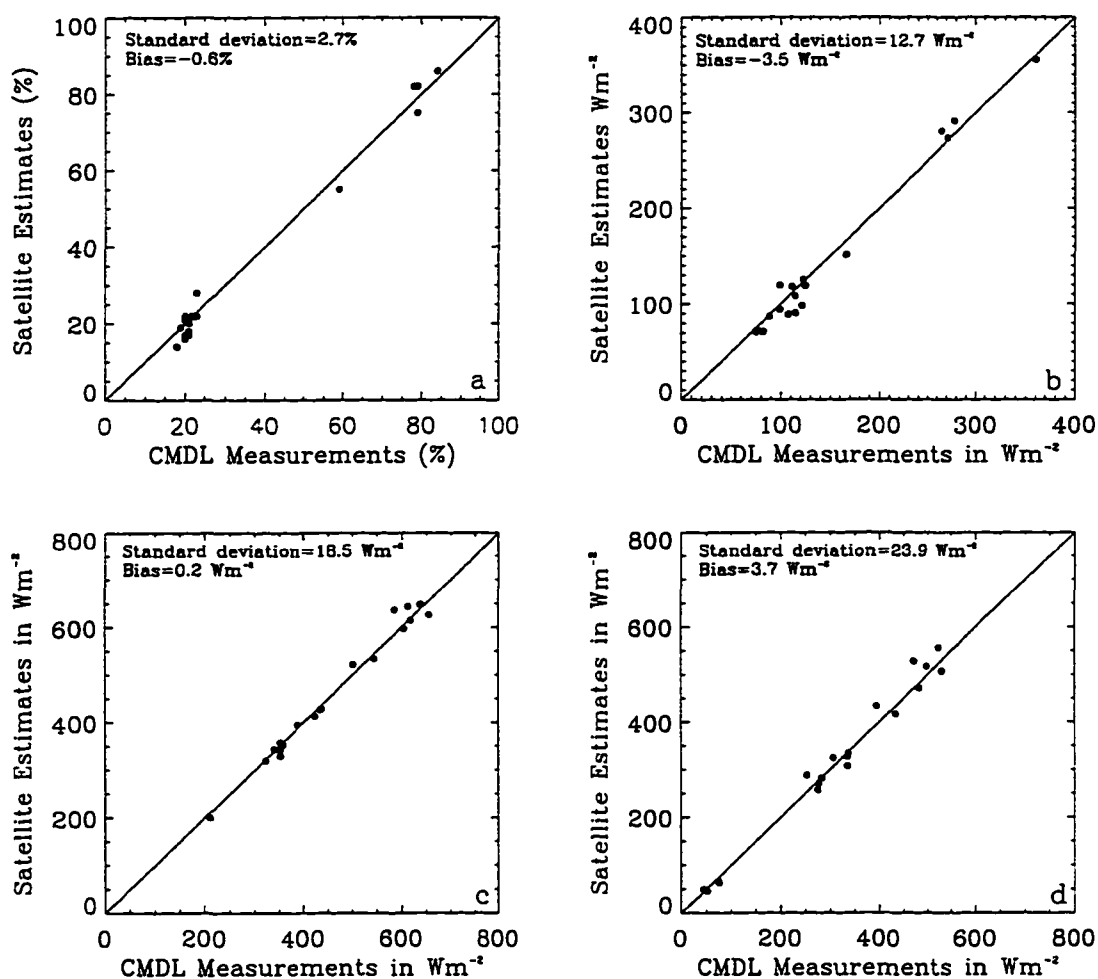 Standard deviation=2.7%
Bias=-0.6%
100
80
60
40
20
0
Satellite Estimates (%)
0 20 40 60 80 100
CMDL Measurements (%)
a
Standard deviation=12.7 Wm⁻²
Bias=-3.5 Wm⁻²
400
300
200
100
0
Satellite Estimates Wm⁻²
0 100 200 300 400
CMDL Measurements in Wm⁻²
b
Standard deviation=18.5 Wm⁻²
Bias=0.2 Wm⁻²
800
600
400
200
0
Satellite Estimates in Wm⁻²
0 200 400 600 800
CMDL Measurements in Wm⁻²
c
Standard deviation=23.9 Wm⁻²
Bias=3.7 Wm⁻²
800
600
400
200
0
Satellite Estimates in Wm⁻²
0 200 400 600 800
CMDL Measurements in Wm⁻²
d